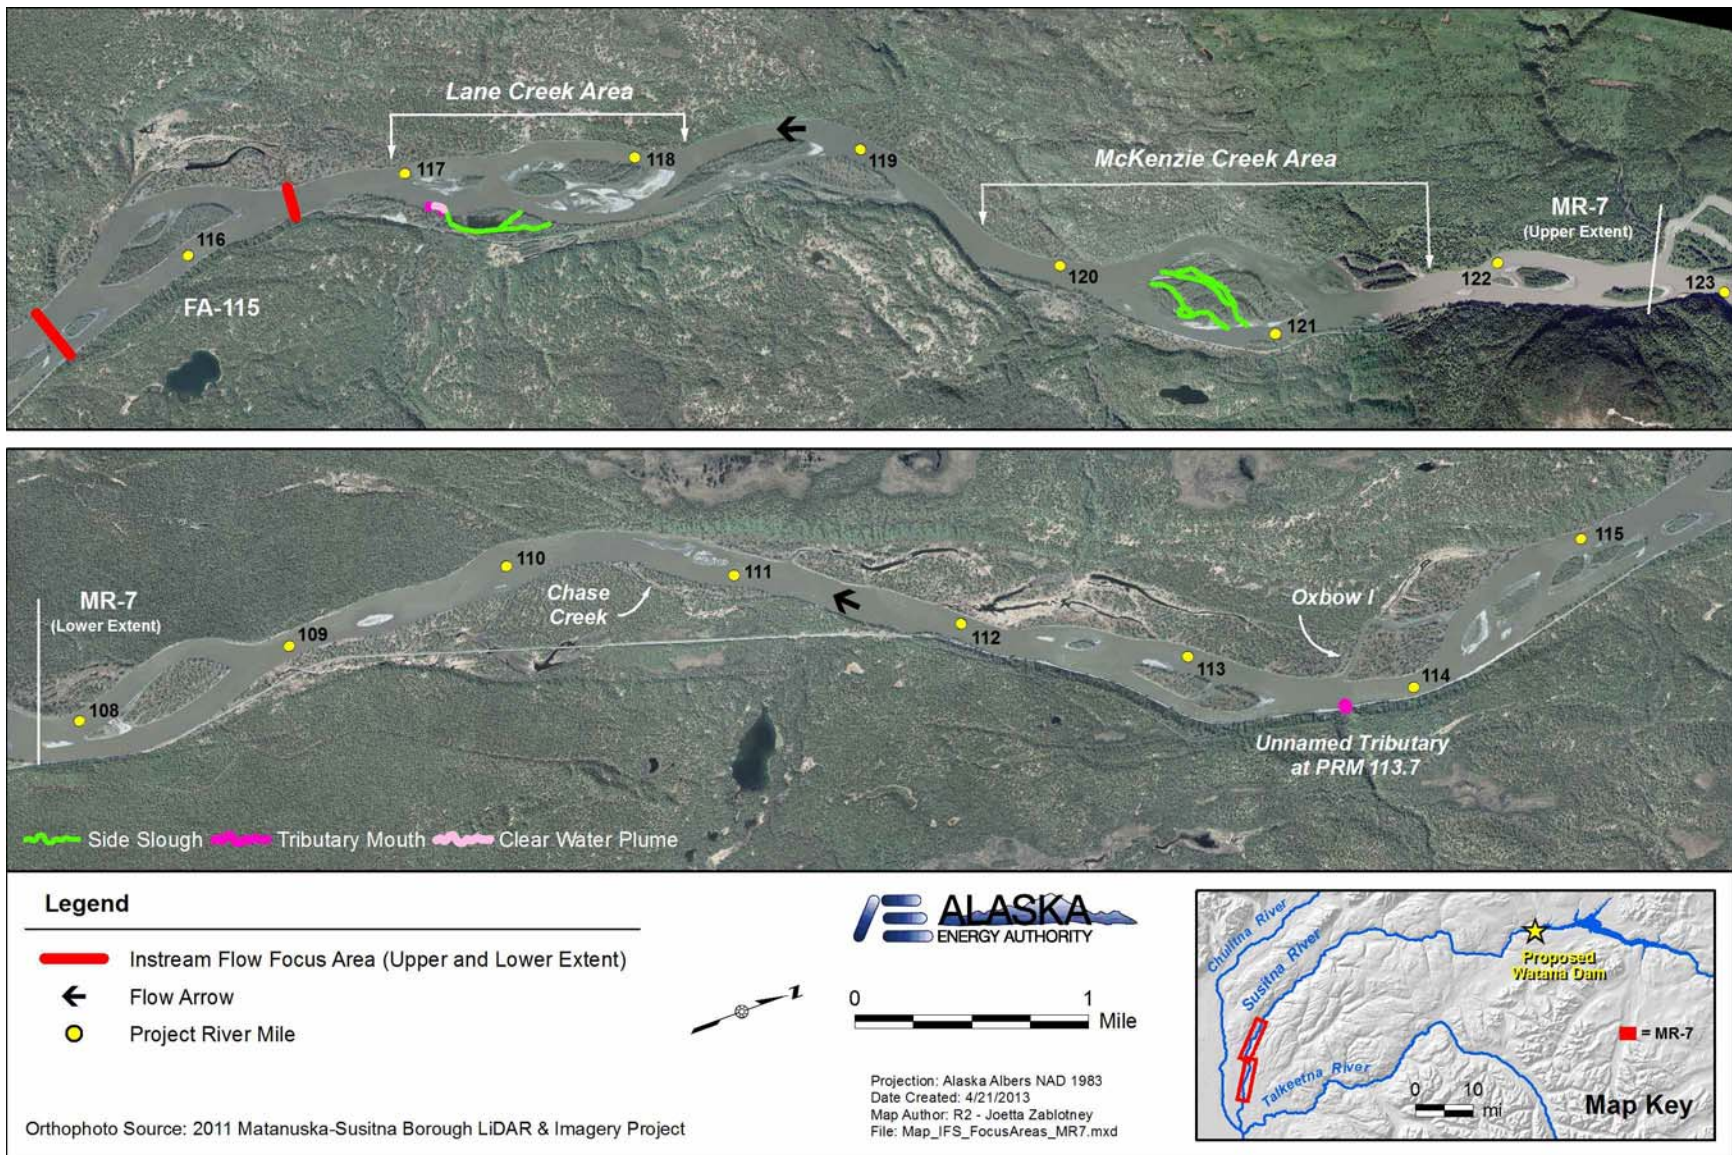 Lane Creek Area
117
118
119
McKenzie Creek Area
MR-7
(Upper Extent)
116
FA-115
120
121
122
123
MR-7
(Lower Extent)
108
109
110
Chase
Creek
111
112
113
Oxbow I
114
115
Unnamed Tributary
at PRM 113.7
Side Slough
Tributary Mouth
Clear Water Plume
Legend
Instream Flow Focus Area (Upper and Lower Extent)
Flow Arrow
Project River Mile
Orthophoto Source: 2011 Matanuska-Susitna Borough LiDAR & Imagery Project
ALASKA
ENERGY AUTHORITY
Z
0 1
Mile
Projection: Alaska Albers NAD 1983
Date Created: 4/21/2013
Map Author: R2 - Joetta Zablotney
File: Map_IFS_FocusAreas_MR7.mxd
Chulitna River
Susitna River
Proposed
Watana Dam
= MR-7
Talkeetna River
0 10
mi
Map Key